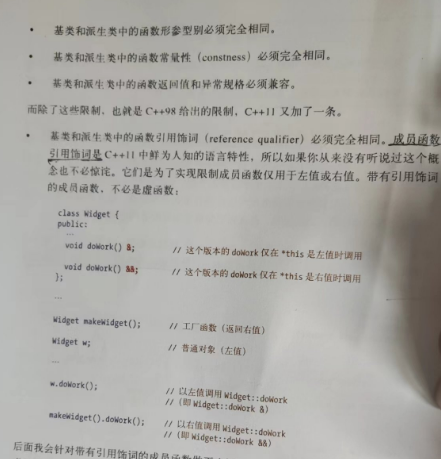 • 基类和派生类中的函数形参型别必须完全相同。
• 基类和派生类中的函数常量性（constness）必须完全相同。
• 基类和派生类中的函数返回值和异常规格必须兼容。
而除了这些限制，也就是 C++98 给出的限制，C++11 又加了一条。
• 基类和派生类中的函数引用饰词（reference qualifier）必须完全相同。成员函数
引用饰词是 C++11 中鲜为人知的语言特性，所以如果你从来没有听说过这个概
念也不必惊诧。它们是为了实现限制成员函数仅用于左值或右值。带有引用饰词
的成员函数，不必是虚函数：
class Widget {
public:
...
void doWork() &; // 这个版本的 doWork 仅在 *this 是左值时调用
void doWork() &&; // 这个版本的 doWork 仅在 *this 是右值时调用
};
...
Widget makeWidget(); // 工厂函数（返回右值）
Widget w; // 普通对象（左值）
...
w.doWork(); // 以左值调用 Widget::doWork
// （即 Widget::doWork &）
makeWidget().doWork(); // 以右值调用 Widget::doWork
// （即 Widget::doWork &&）
后面我会针对带有引用饰词的成员函数